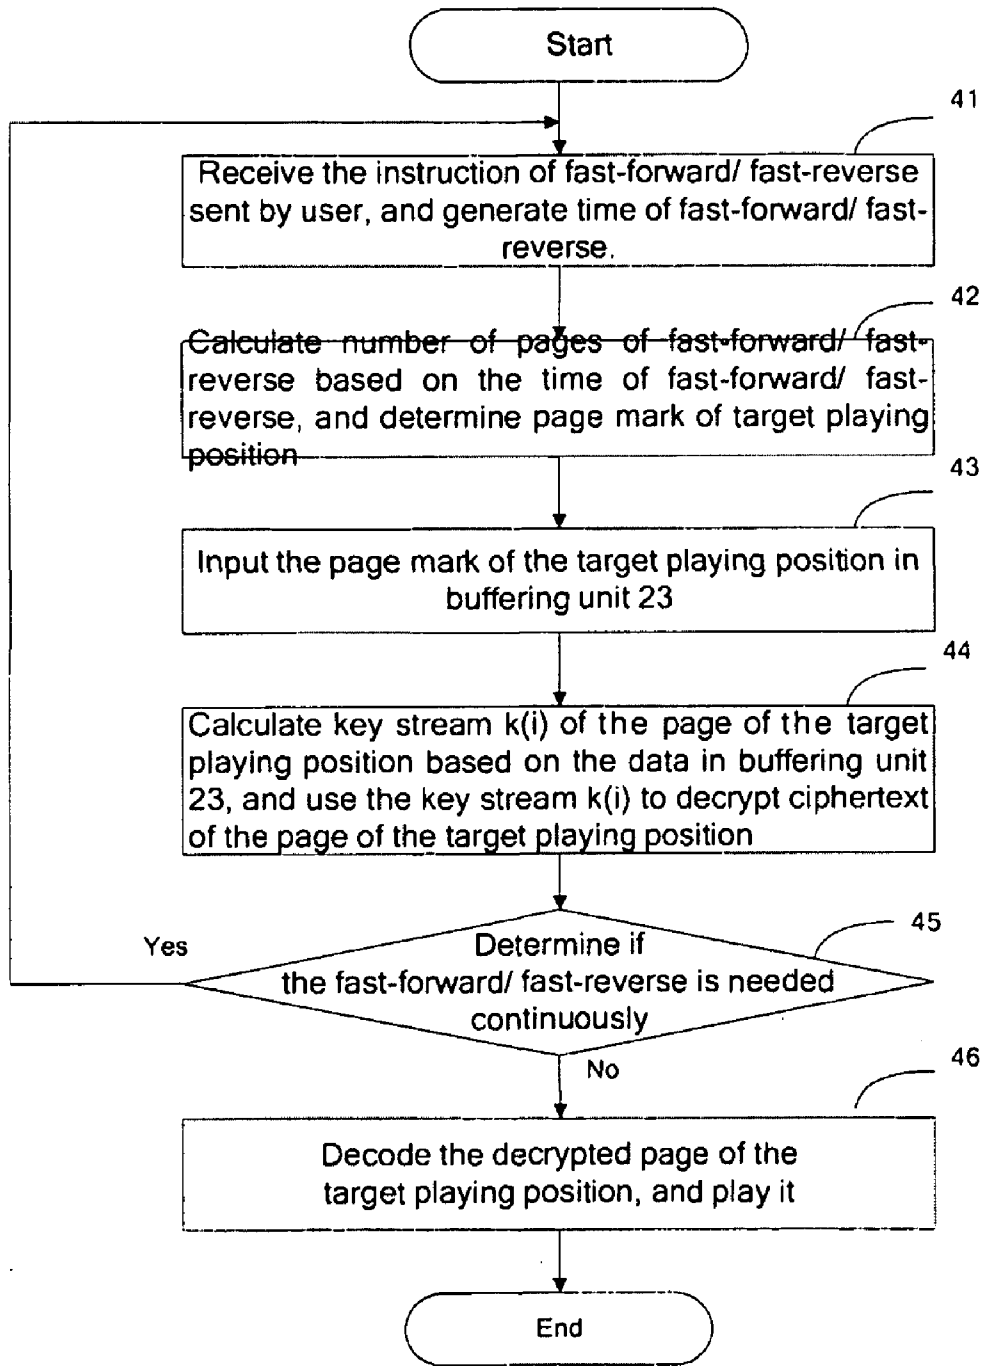 Start
41
Receive the instruction of fast-forward/ fast-reverse
sent by user, and generate time of fast-forward/ fast-
reverse.
42
Calculate number of pages of fast-forward/ fast-
reverse based on the time of fast-forward/ fast-
reverse, and determine page mark of target playing
position
43
Input the page mark of the target playing position in
buffering unit 23
44
Calculate key stream k(i) of the page of the target
playing position based on the data in buffering unit
23, and use the key stream k(i) to decrypt ciphertext
of the page of the target playing position
45
Yes
Determine if
the fast-forward/ fast-reverse is needed
continuously
No
46
Decode the decrypted page of the
target playing position, and play it
End